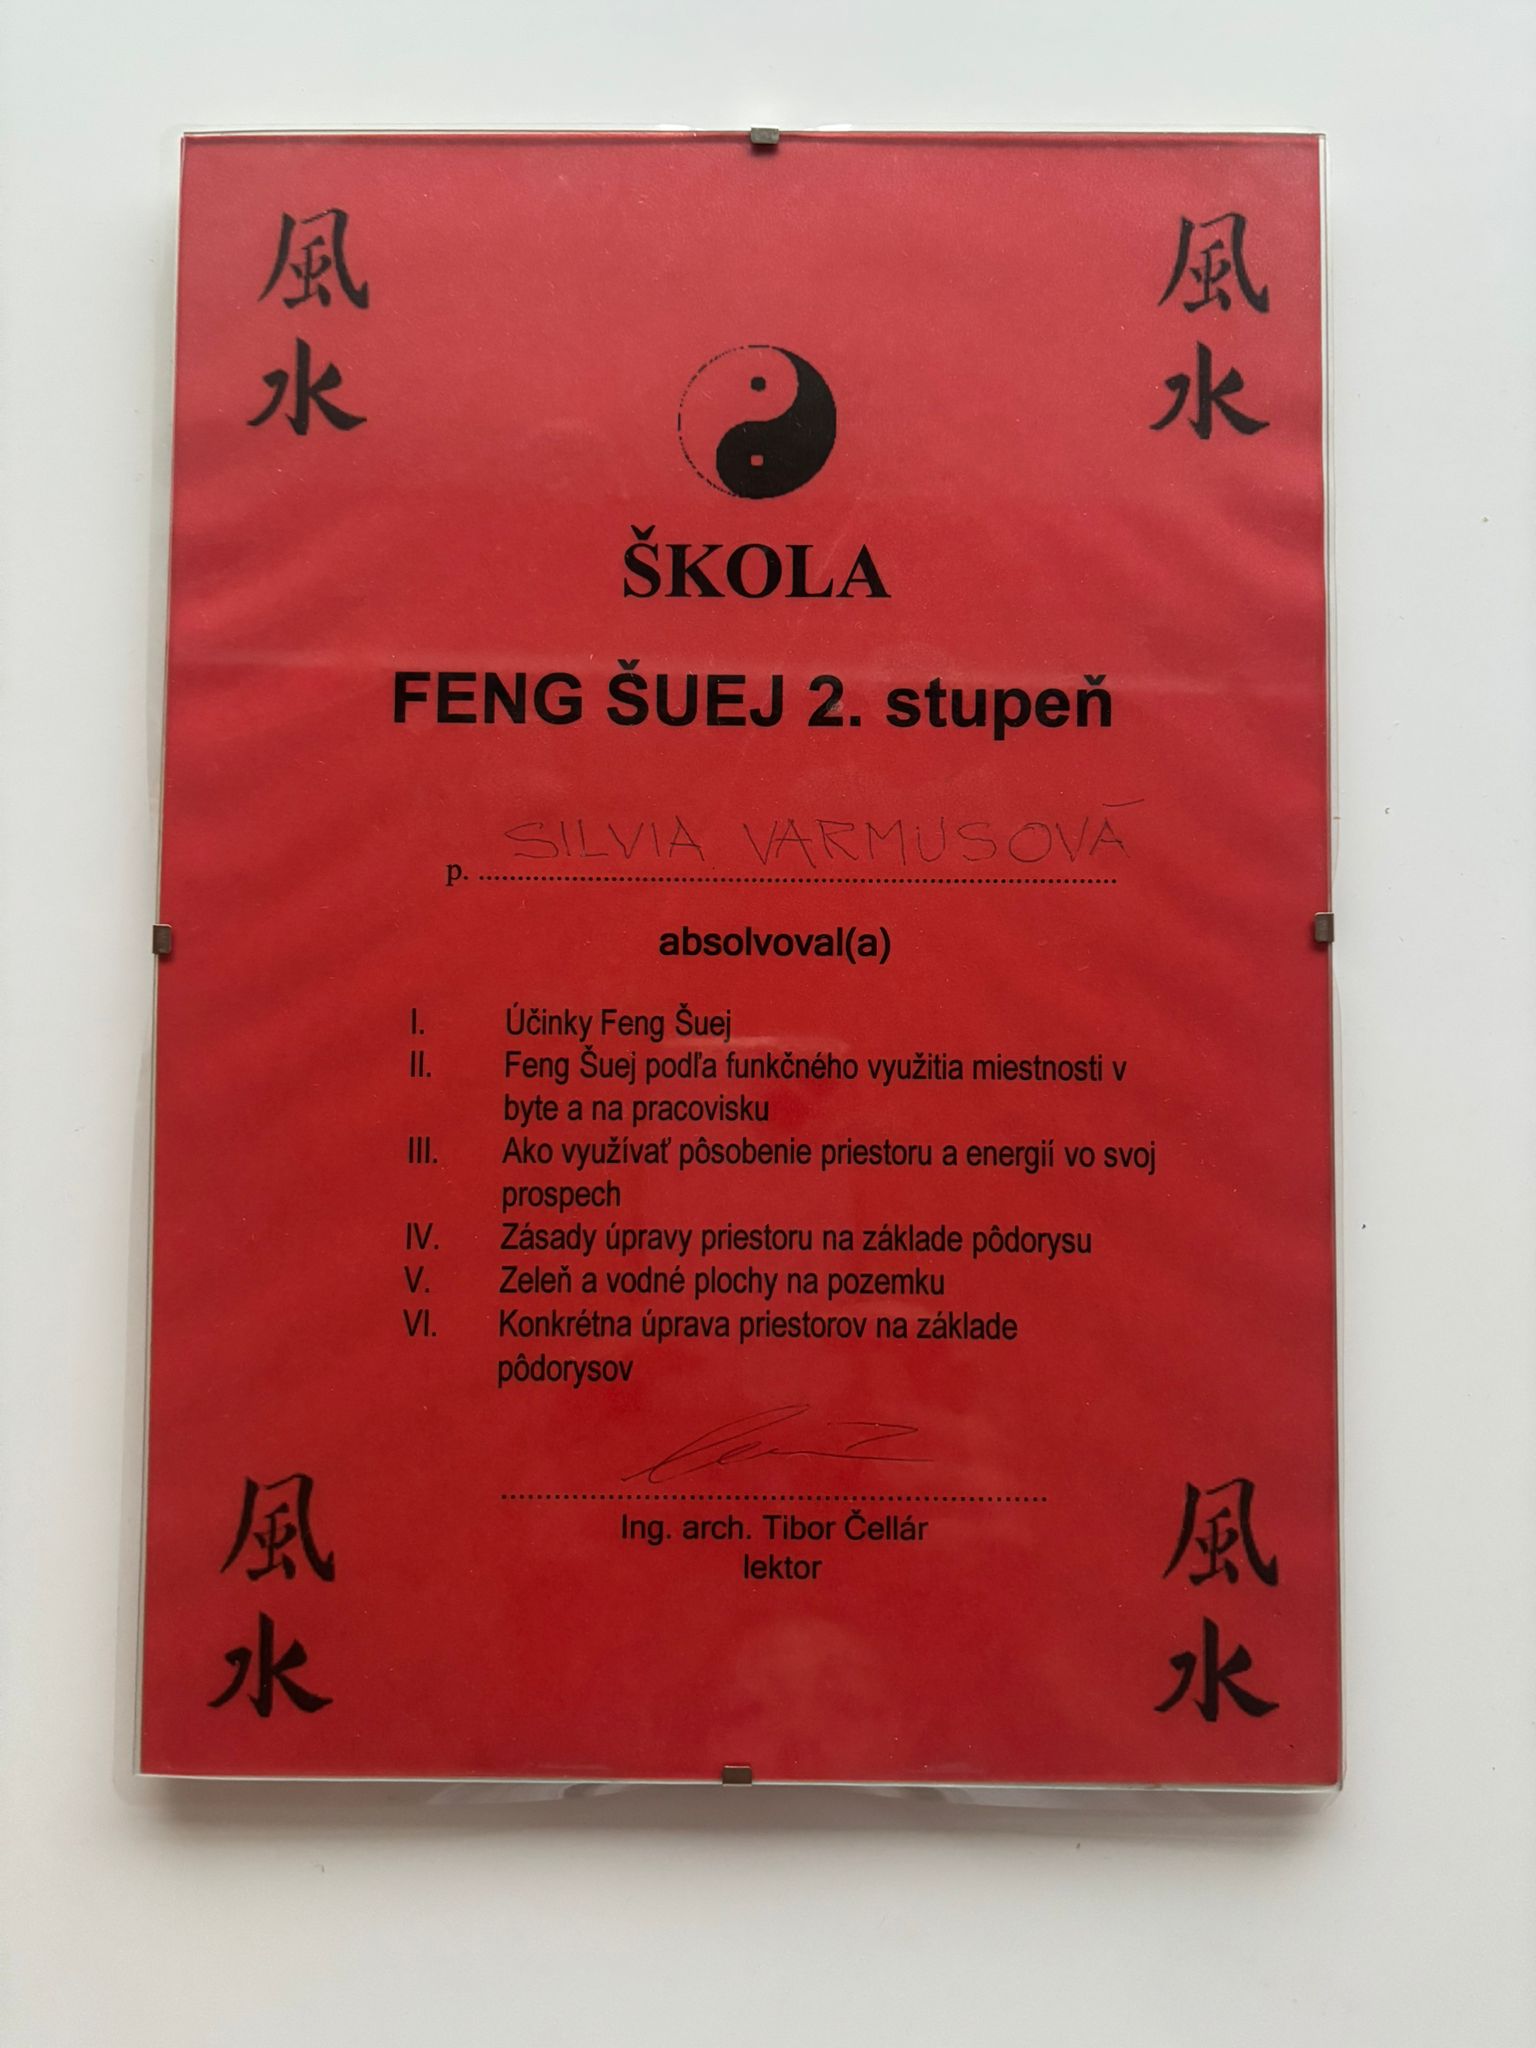 風
水
風
水
ŠKOLA
FENG ŠUEJ 2. stupeň
p. SILVIA VARMUSOVÁ
absolvoval(a)
I. Účinky Feng Šuej
II. Feng Šuej podľa funkčného využitia miestnosti v
byte a na pracovisku
III. Ako využívať pôsobenie priestoru a energií vo svoj
prospech
IV. Zásady úpravy priestoru na základe pôdorysu
V. Zeleň a vodné plochy na pozemku
VI. Konkrétna úprava priestorov na základe
pôdorysov
Ing. arch. Tibor Čellár
lektor
風
水
風
水